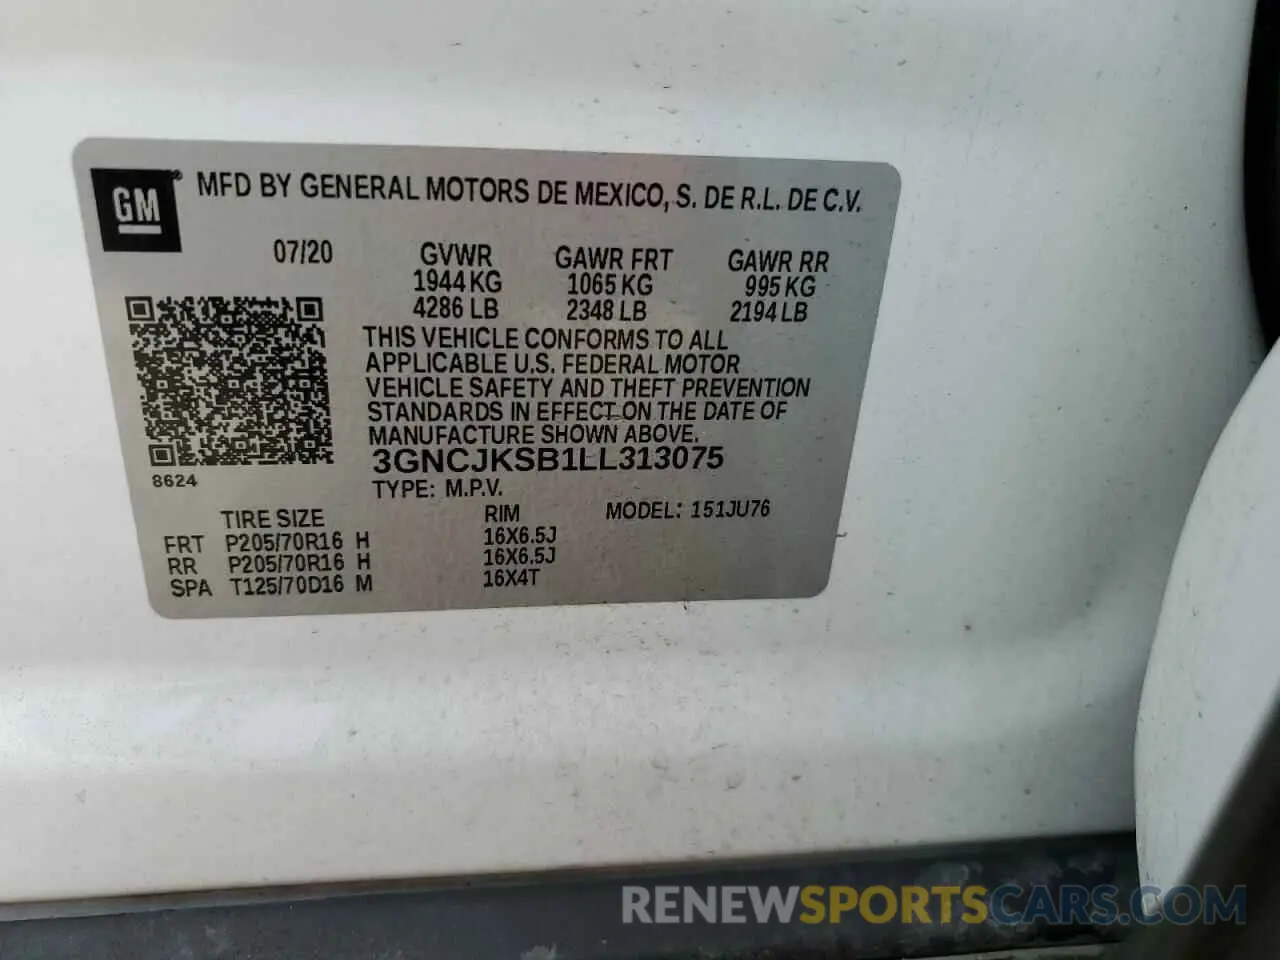 GM ® MFD BY GENERAL MOTORS DE MEXICO, S. DE R.L. DE C.V.
07/20 GVWR GAWR FRT GAWR RR
1944 KG 1065 KG 995 KG
4286 LB 2348 LB 2194 LB
THIS VEHICLE CONFORMS TO ALL
APPLICABLE U.S. FEDERAL MOTOR
VEHICLE SAFETY AND THEFT PREVENTION
STANDARDS IN EFFECT ON THE DATE OF
MANUFACTURE SHOWN ABOVE.
3GNCJKSB1LL313075
8624
TYPE: M.P.V.
TIRE SIZE RIM MODEL: 151JU76
FRT P205/70R16 H 16X6.5J
RR P205/70R16 H 16X6.5J
SPA T125/70D16 M 16X4T
RENEWSPORTSCARS.COM